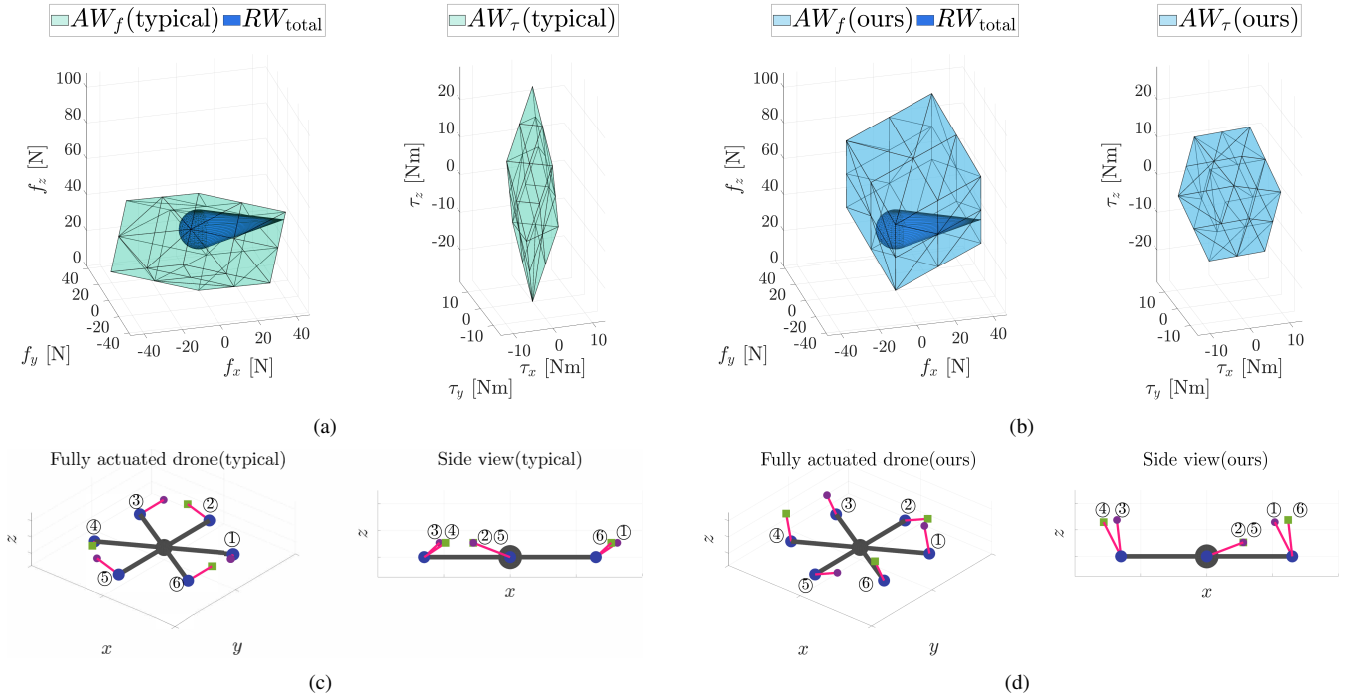 AW_f(typical) RW_total
AW_τ(typical)
AW_f(ours) RW_total
AW_τ(ours)
100
80
60
40
20
0
f_z [N]
40
20
0
-20
-40
f_y [N]
-40
-20
0
20
40
f_x [N]
20
10
0
-10
-20
τ_z [Nm]
10
0
-10
τ_y [Nm]
-10
0
10
τ_x [Nm]
100
80
60
40
20
0
f_z [N]
40
20
0
-20
-40
f_y [N]
-40
-20
0
20
40
f_x [N]
20
10
0
-10
-20
τ_z [Nm]
10
0
-10
τ_y [Nm]
-10
0
10
τ_x [Nm]
(a)
(b)
Fully actuated drone(typical)
③ ② ④ ① ⑤ ⑥
z
x
y
Side view(typical)
③④ ②⑤ ⑥①
z
x
Fully actuated drone(ours)
③ ② ④ ① ⑤ ⑥
z
x
y
Side view(ours)
④③ ②⑤ ①⑥
z
x
(c)
(d)